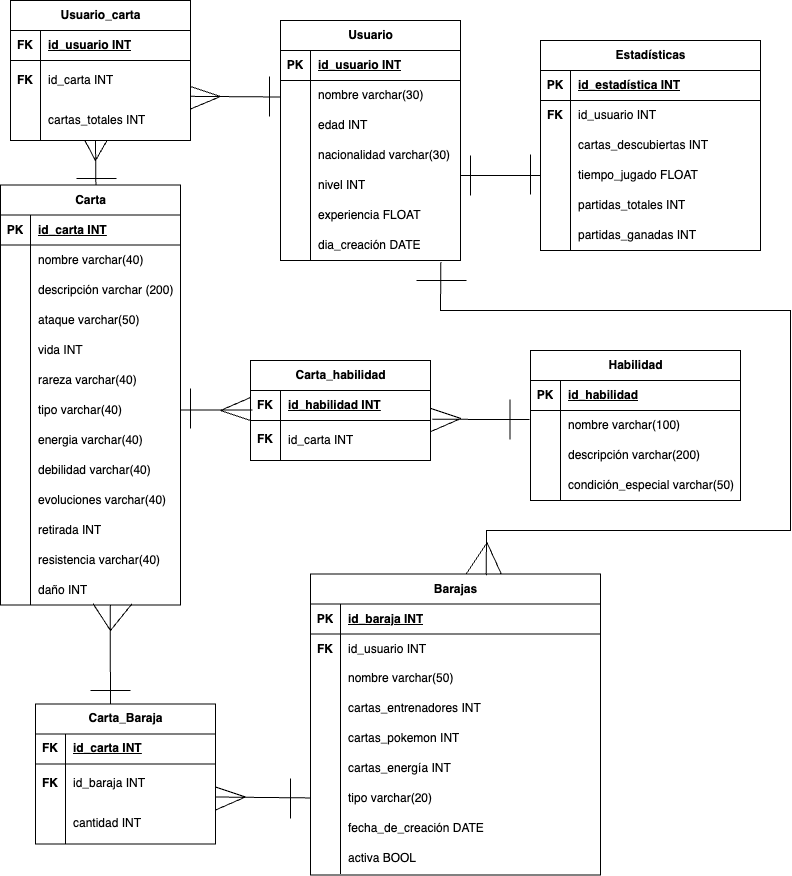 Usuario_carta
FK id_usuario INT
FK id_carta INT
cartas_totales INT
Usuario
PK id_usuario INT
nombre varchar(30)
edad INT
nacionalidad varchar(30)
nivel INT
experiencia FLOAT
dia_creación DATE
Estadísticas
PK id_estadística INT
FK id_usuario INT
cartas_descubiertas INT
tiempo_jugado FLOAT
partidas_totales INT
partidas_ganadas INT
Carta
PK id_carta INT
nombre varchar(40)
descripción varchar (200)
ataque varchar(50)
vida INT
rareza varchar(40)
tipo varchar(40)
energia varchar(40)
debilidad varchar(40)
evoluciones varchar(40)
retirada INT
resistencia varchar(40)
daño INT
Carta_habilidad
FK id_habilidad INT
FK id_carta INT
Habilidad
PK id_habilidad
nombre varchar(100)
descripción varchar(200)
condición_especial varchar(50)
Carta_Baraja
FK id_carta INT
FK id_baraja INT
cantidad INT
Barajas
PK id_baraja INT
FK id_usuario INT
nombre varchar(50)
cartas_entrenadores INT
cartas_pokemon INT
cartas_energía INT
tipo varchar(20)
fecha_de_creación DATE
activa BOOL